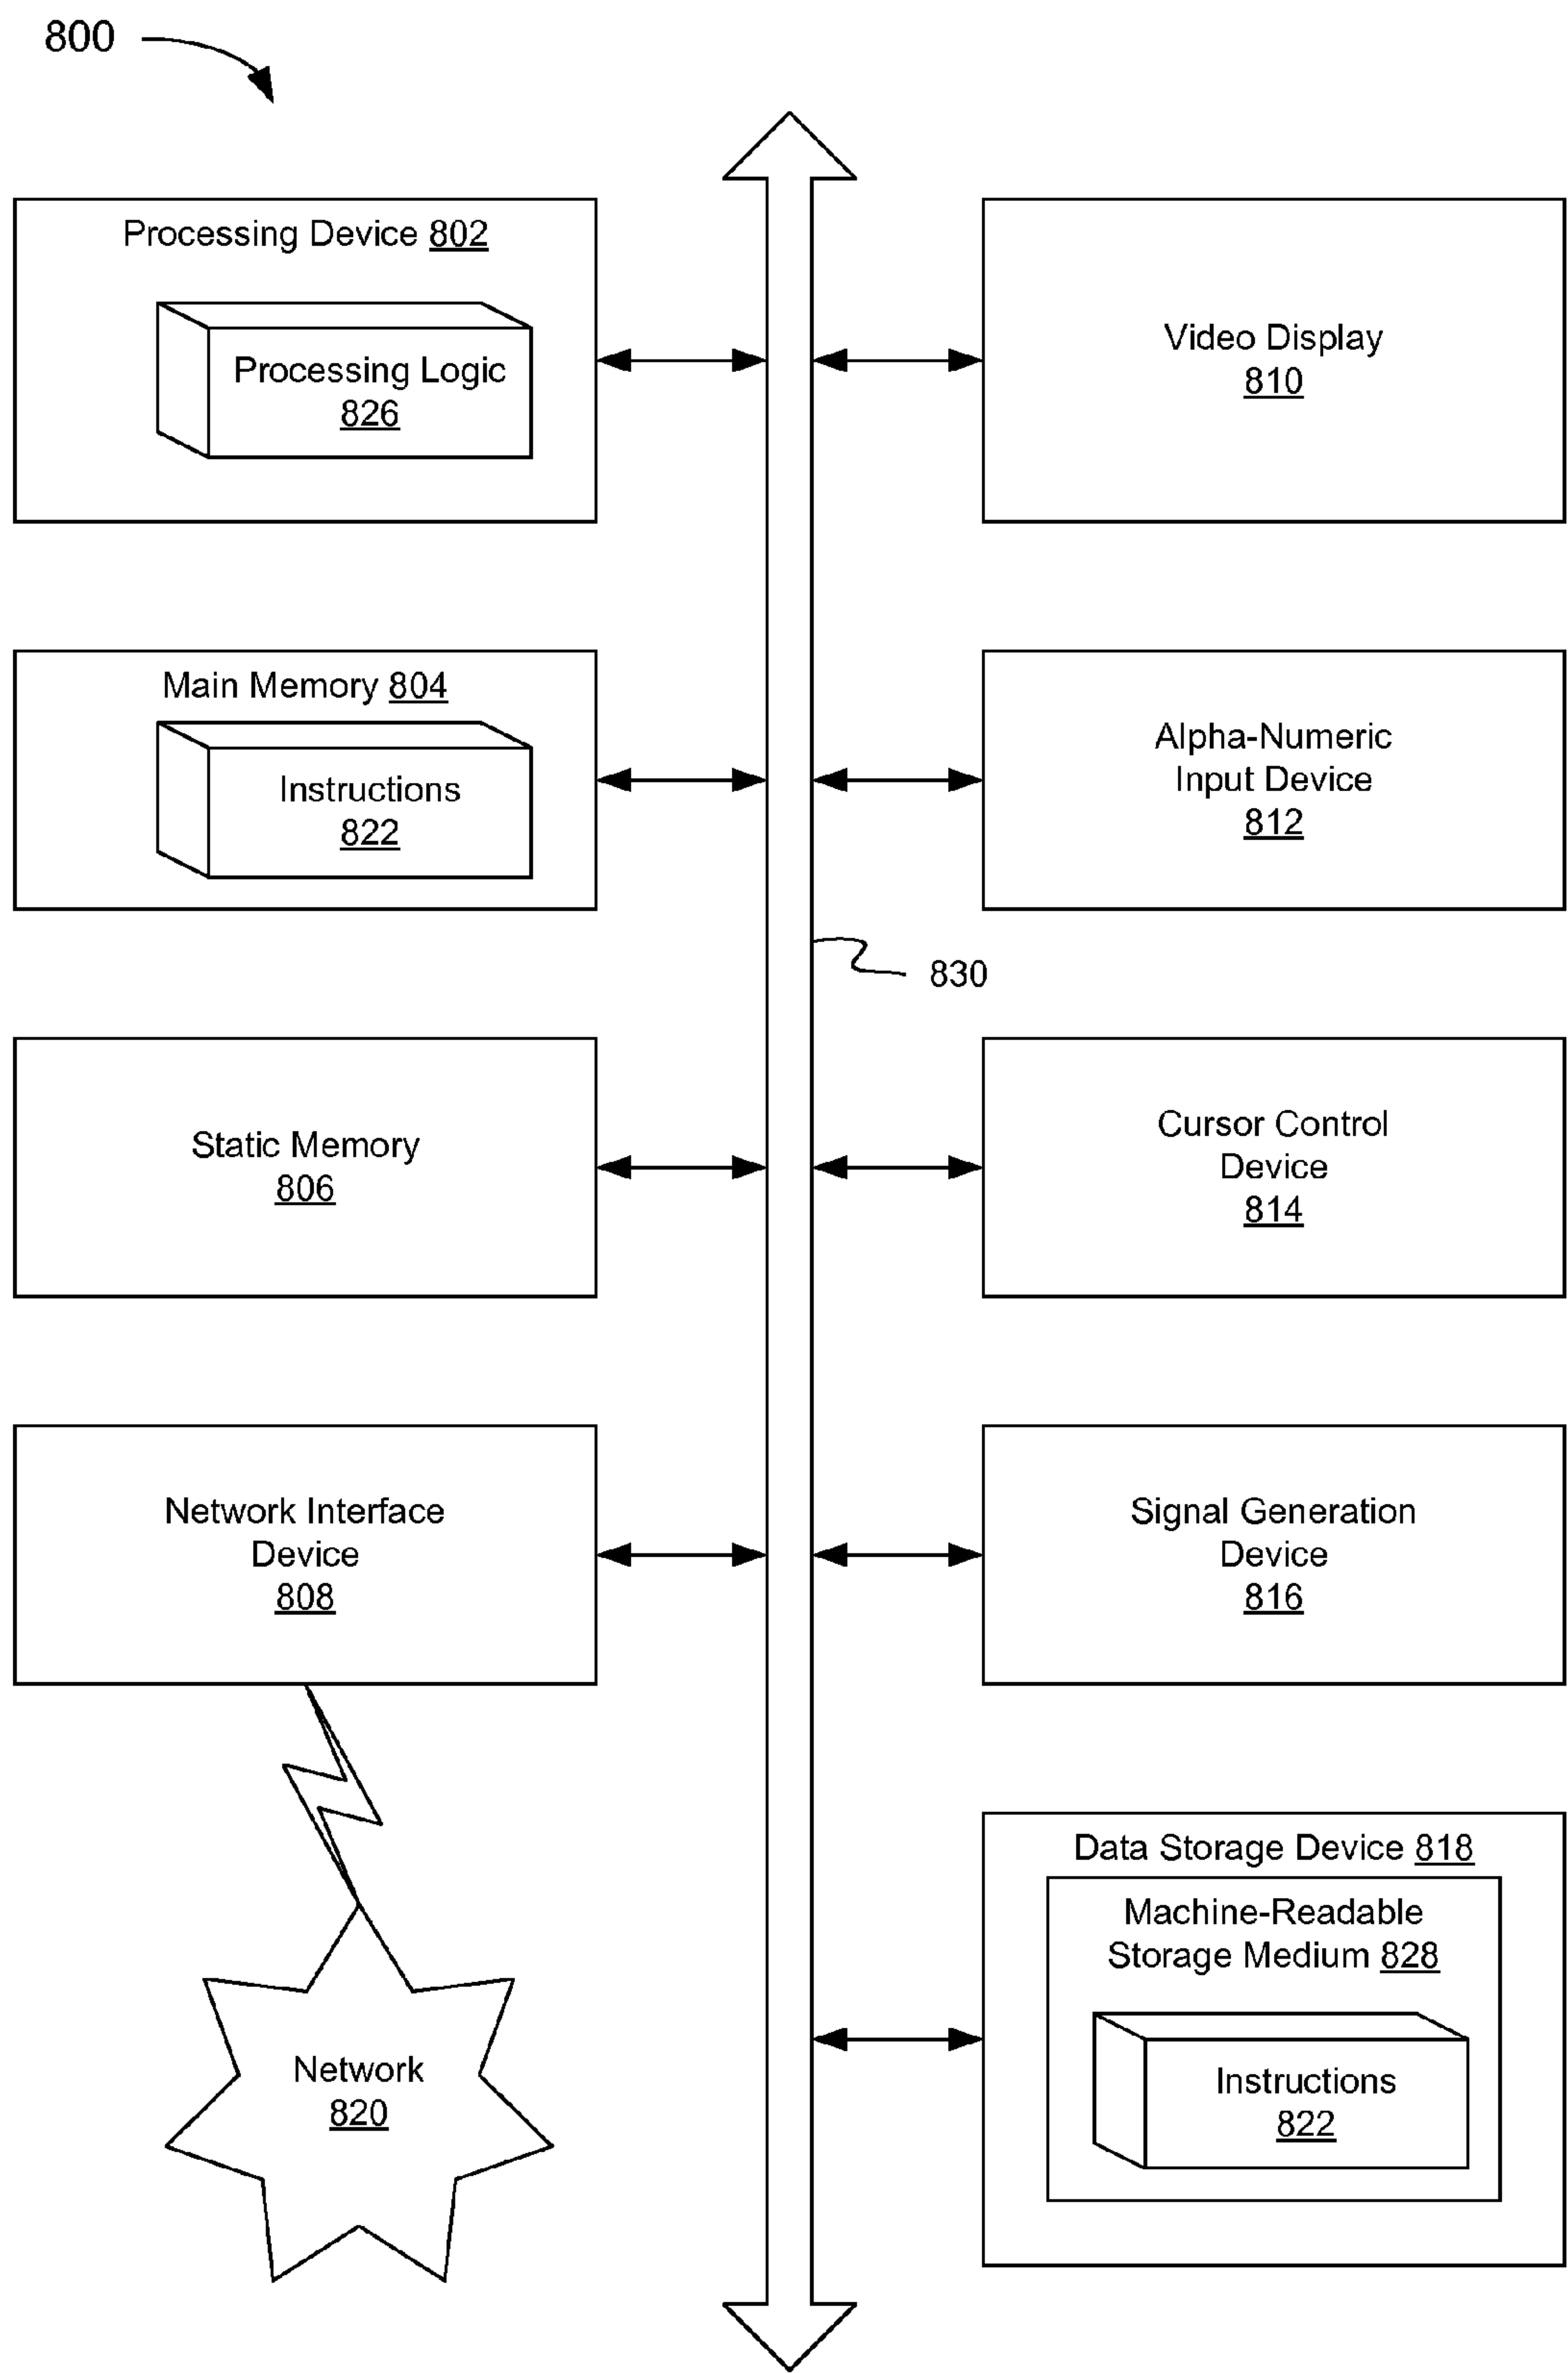 800
Processing Device 802
Processing Logic
826
Video Display
810
Main Memory 804
Instructions
822
Alpha-Numeric
Input Device
812
830
Static Memory
806
Cursor Control
Device
814
Network Interface
Device
808
Signal Generation
Device
816
Data Storage Device 818
Machine-Readable
Storage Medium 828
Instructions
822
Network
820